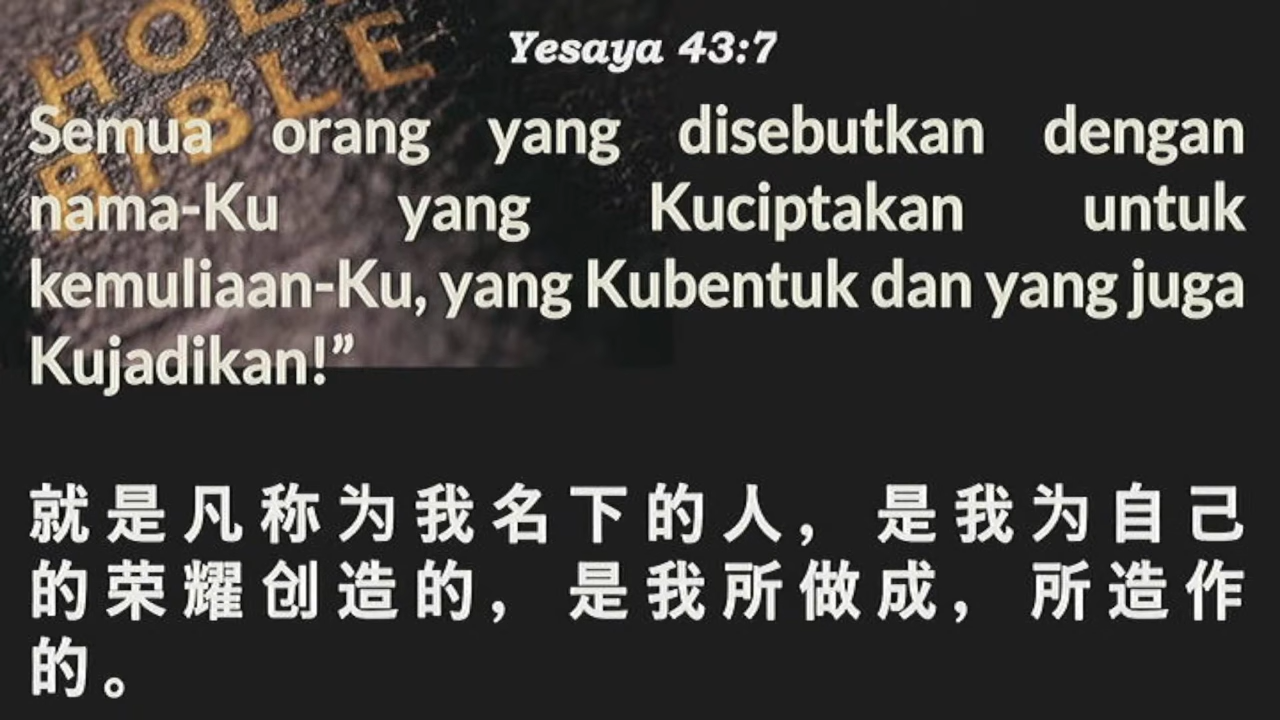 HOLY
BIBLE
Yesaya 43:7
Semua orang yang disebutkan dengan
nama-Ku yang Kuciptakan untuk
kemuliaan-Ku, yang Kubentuk dan yang juga
Kujadikan!”
就是凡称为我名下的人，是我为自己
的荣耀创造的，是我所做成，所造作
的。